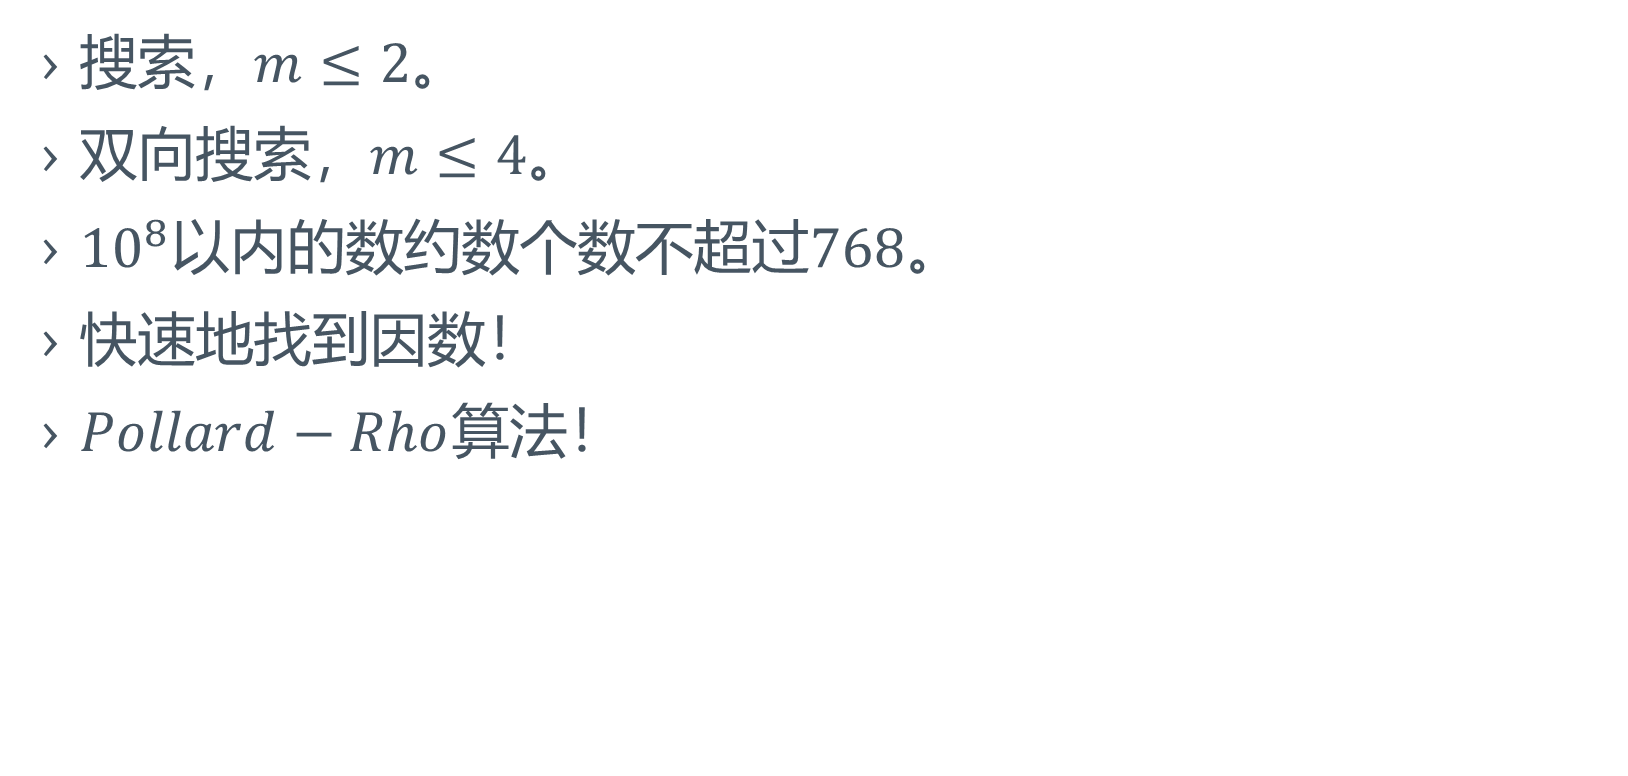 › 搜索，m ≤ 2。
› 双向搜索，m ≤ 4。
› 10⁸以内的数约数个数不超过768。
› 快速地找到因数！
› Pollard − Rho算法！